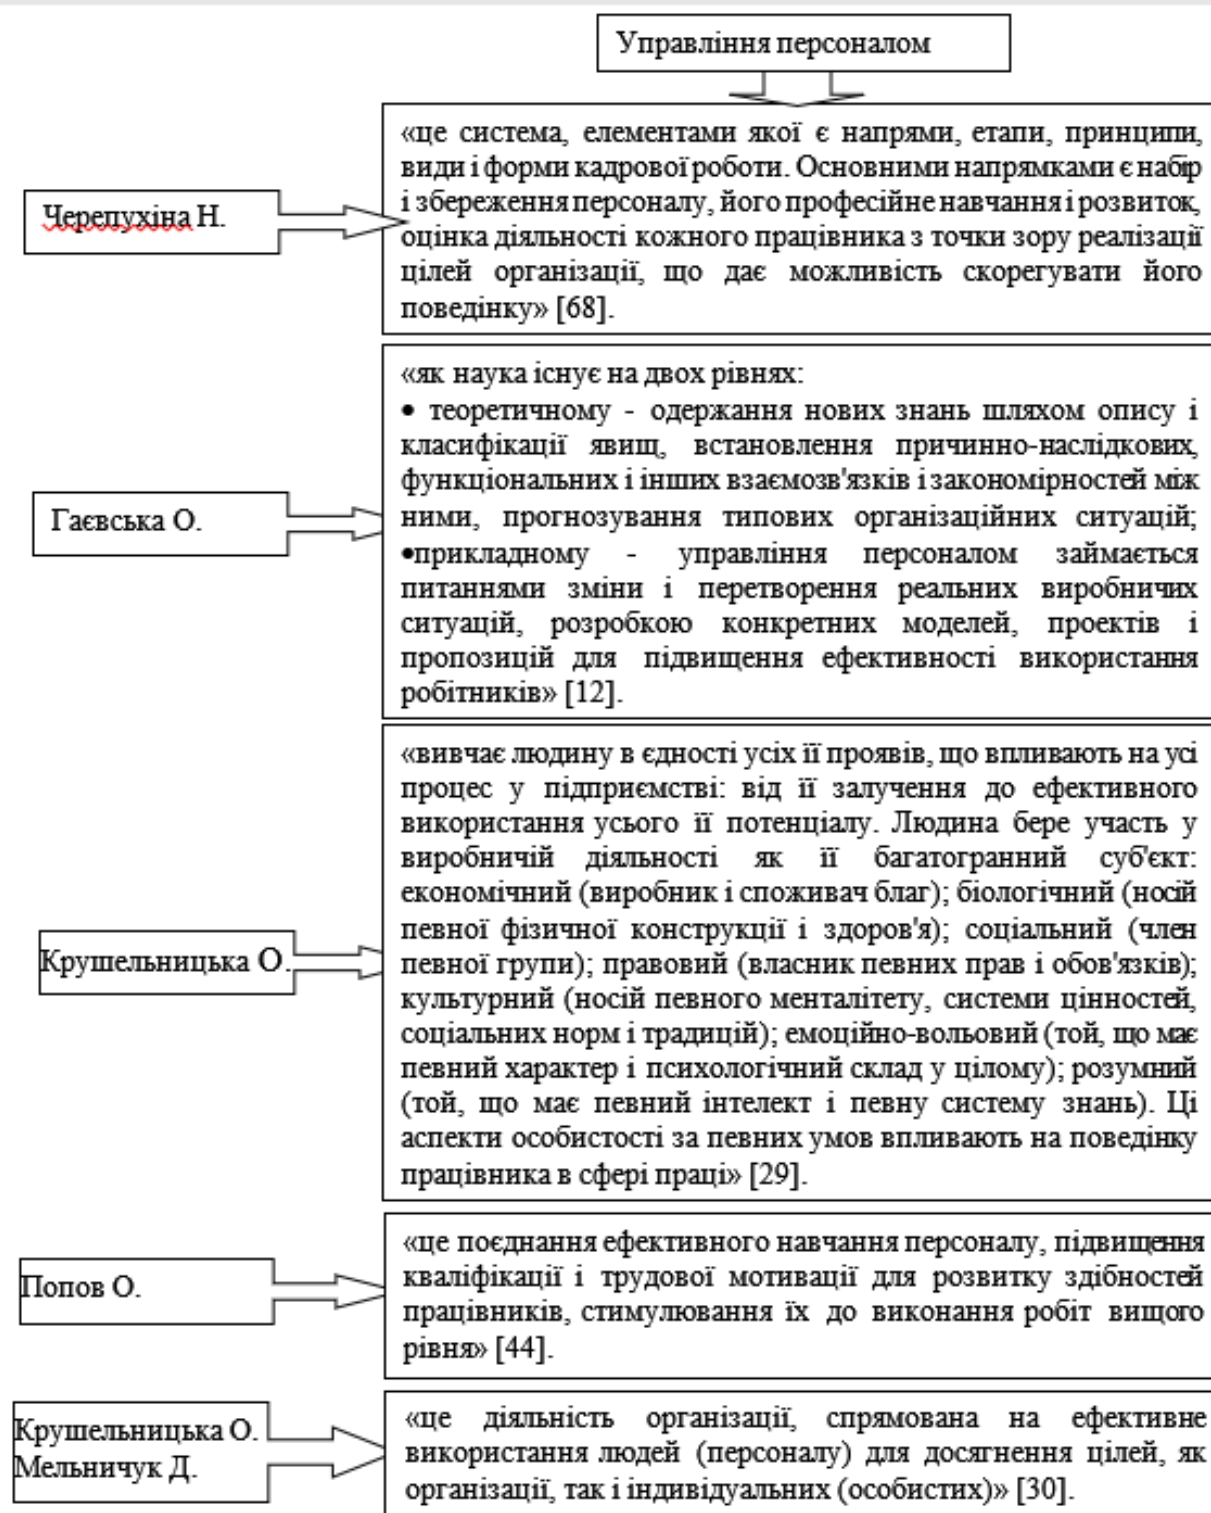 Управління персоналом
Черепухіна Н.
«це система, елементами якої є напрями, етапи, принципи,
види і форми кадрової роботи. Основними напрямками є набір
і збереження персоналу, його професійне навчання і розвиток,
оцінка діяльності кожного працівника з точки зору реалізації
цілей організації, що дає можливість скорегувати його
поведінку» [68].
Гаєвська О.
«як наука існує на двох рівнях:
• теоретичному - одержання нових знань шляхом опису і
класифікації явищ, встановлення причинно-наслідкових,
функціональних і інших взаємозв'язків і закономірностей між
ними, прогнозування типових організаційних ситуацій;
•прикладному - управління персоналом займається
питаннями зміни і перетворення реальних виробничих
ситуацій, розробкою конкретних моделей, проектів і
пропозицій для підвищення ефективності використання
робітників» [12].
Крушельницька О.
«вивчає людину в єдності усіх її проявів, що впливають на усі
процес у підприємстві: від її залучення до ефективного
використання усього її потенціалу. Людина бере участь у
виробничій діяльності як її багатогранний суб'єкт:
економічний (виробник і споживач благ); біологічний (носій
певної фізичної конструкції і здоров'я); соціальний (член
певної групи); правовий (власник певних прав і обов'язків);
культурний (носій певного менталітету, системи цінностей,
соціальних норм і традицій); емоційно-вольовий (той, що має
певний характер і психологічний склад у цілому); розумний
(той, що має певний інтелект і певну систему знань). Ці
аспекти особистості за певних умов впливають на поведінку
працівника в сфері праці» [29].
Попов О.
«це поєднання ефективного навчання персоналу, підвищення
кваліфікації і трудової мотивації для розвитку здібностей
працівників, стимулювання їх до виконання робіт вищого
рівня» [44].
Крушельницька О.
Мельничук Д.
«це діяльність організації, спрямована на ефективне
використання людей (персоналу) для досягнення цілей, як
організації, так і індивідуальних (особистих)» [30].